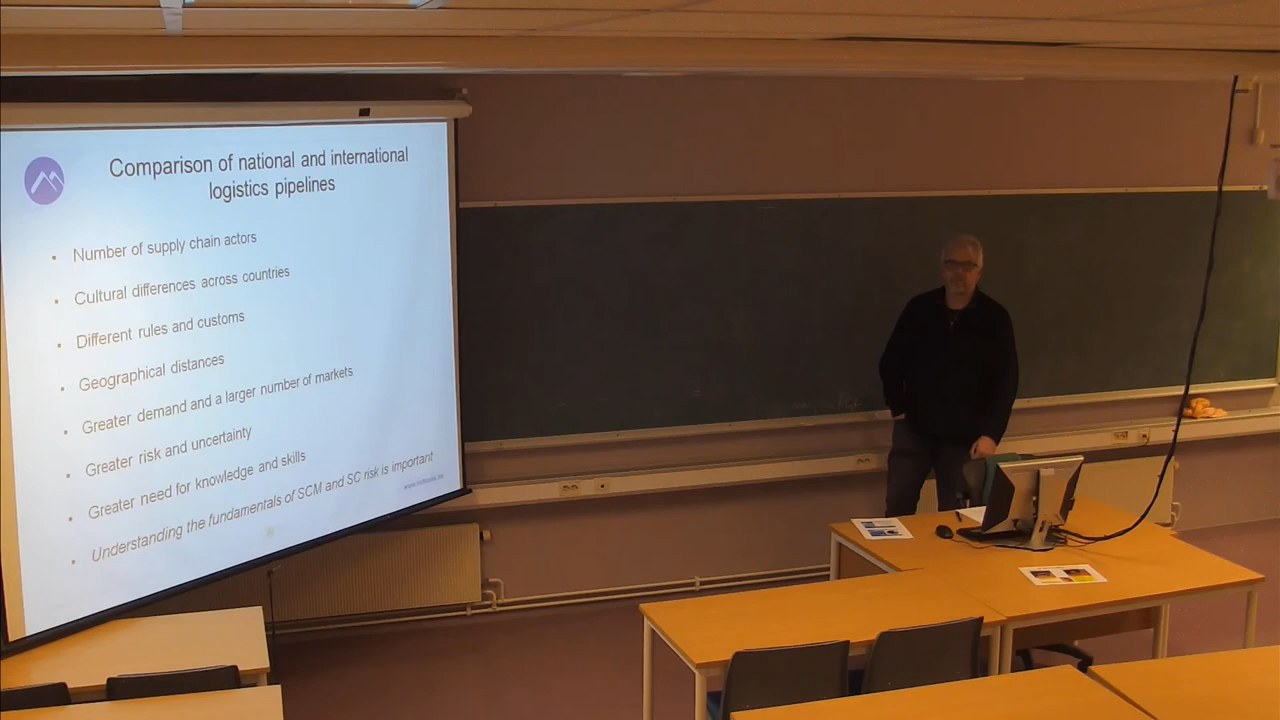 Comparison of national and international
logistics pipelines
Number of supply chain actors
Cultural differences across countries
Different rules and customs
Geographical distances
Greater demand and a larger number of markets
Greater risk and uncertainty
Greater need for knowledge and skills
Understanding the fundamentals of SCM and SC risk is important